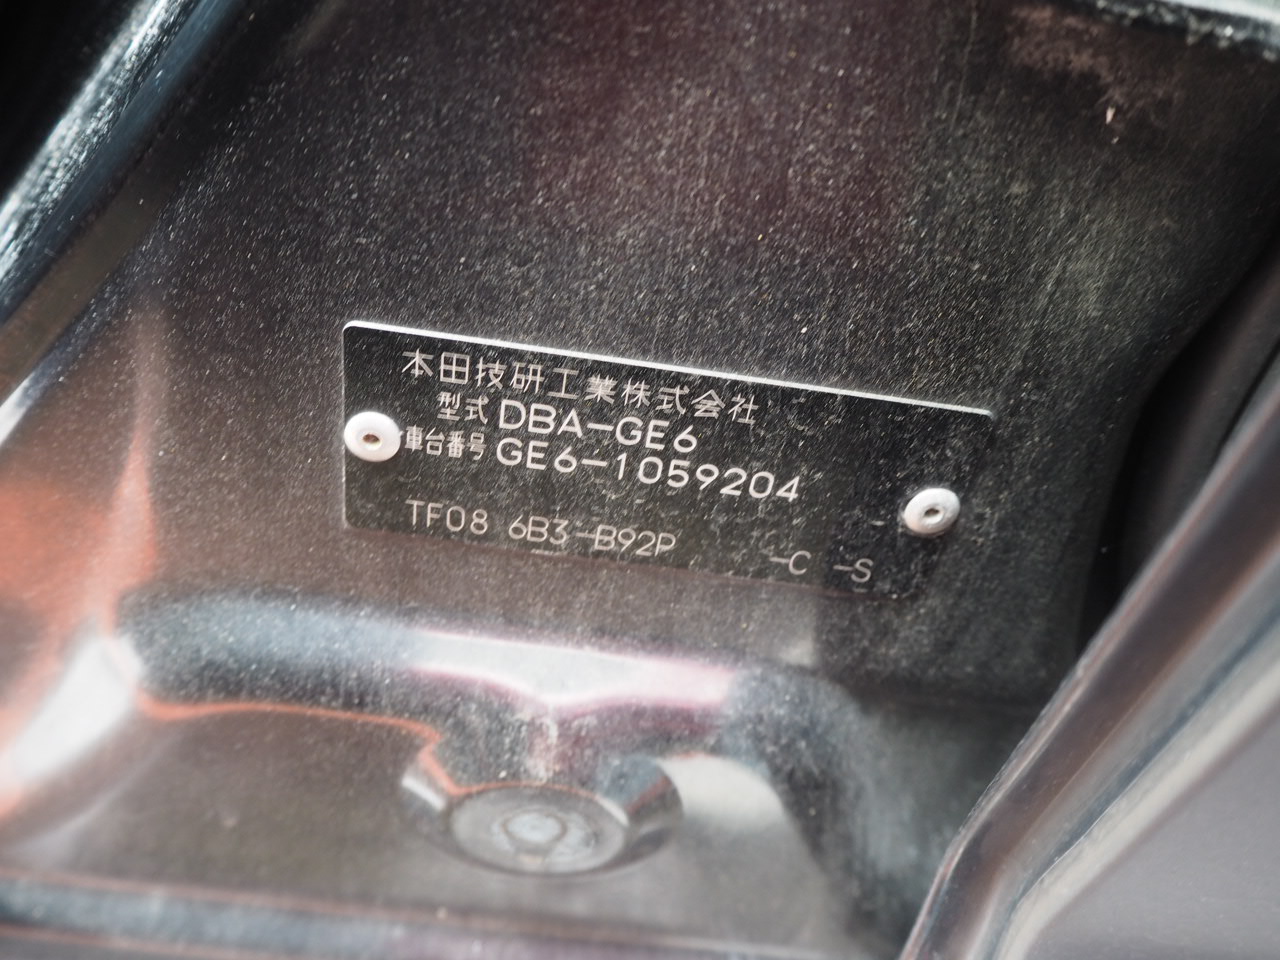 本田技研工業株式会社
型式 DBA-GE6
車台番号 GE6-1059204
TF08 6B3-B92P -C -S